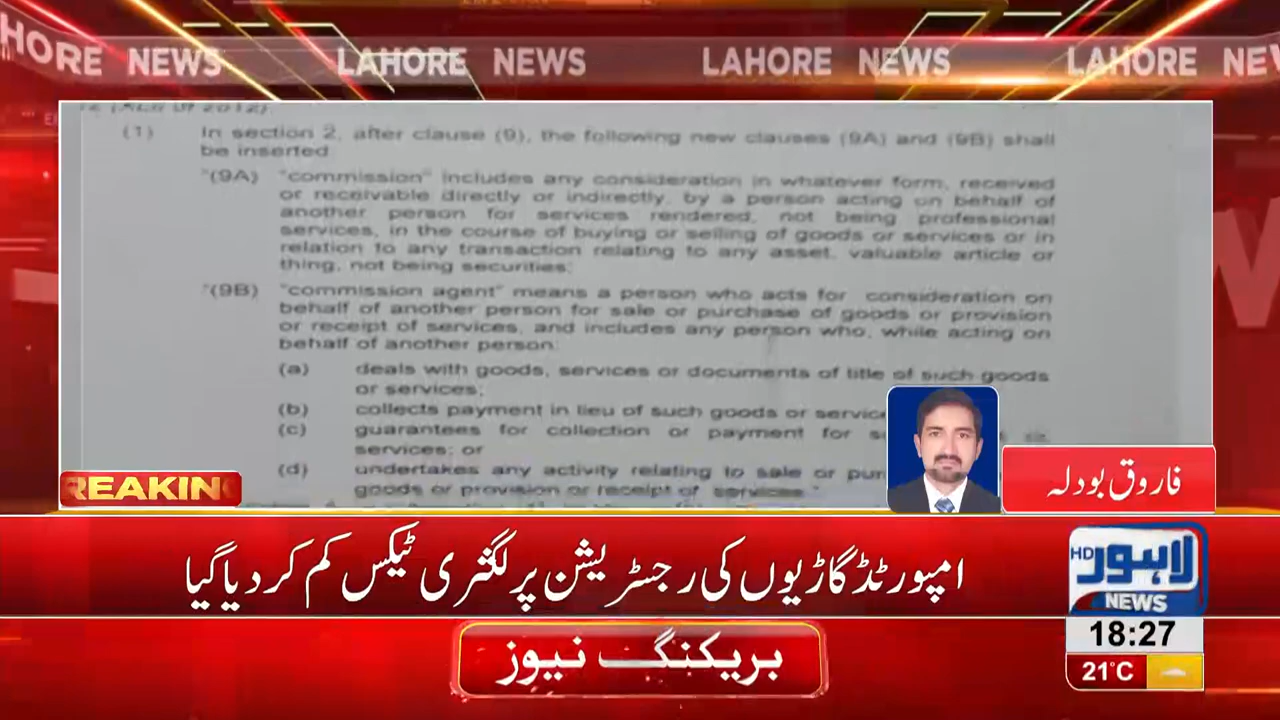 HORE NEWS LAHORE NEWS LAHORE NEWS LAHORE NEW
(1) In section 2, after clause (9), the following new clauses (9A) and (9B) shall
be inserted
"(9A) "commission" includes any consideration in whatever form, received
or receivable directly or indirectly, by a person acting on behalf of
another person for services rendered, not being professional
services, in the course of buying or selling of goods or services or in
relation to any transaction relating to any asset, valuable article or
thing, not being securities;
"(9B) "commission agent" means a person who acts for consideration on
behalf of another person for sale or purchase of goods or provision
or receipt of services, and includes any person who, while acting on
behalf of another person:
(a) deals with goods, services or documents of title of such goods
or services;
(b) collects payment in lieu of such goods or servic
(c) guarantees for collection or payment for
services; or
(d) undertakes any activity relating to sale or pur
goods or provision or receipt of services."
REAKIN
فاروق بودلہ
امپورٹڈ گاڑیوں کی رجسٹریشن پر لگثری ٹیکس کم کر دیا گیا
لاہور HD
NEWS
بریکنگ نیوز
18:27
21°C